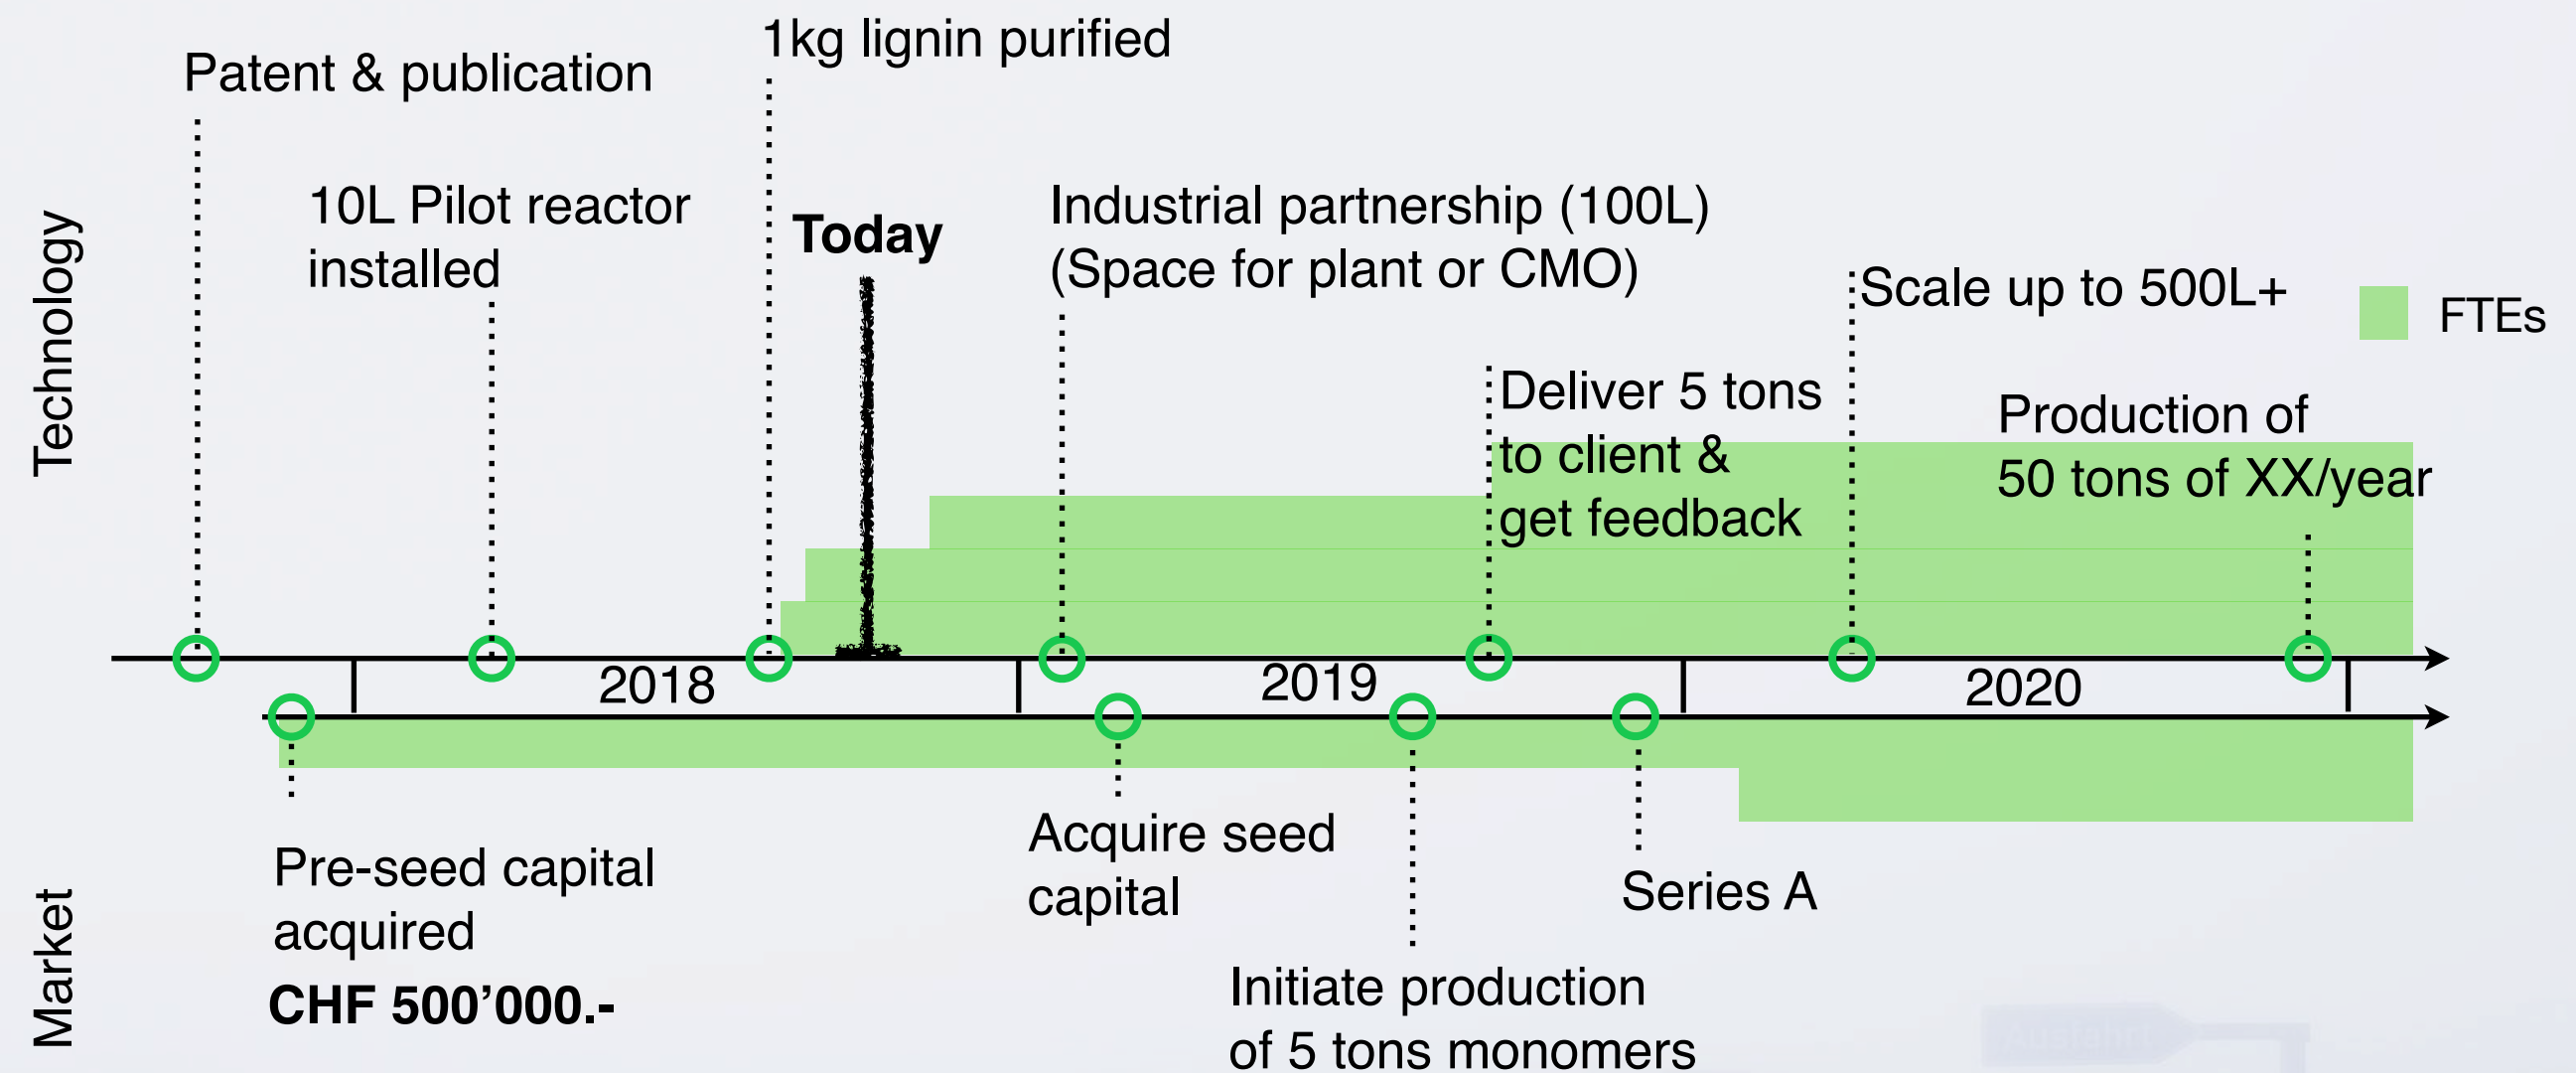 1kg lignin purified
Patent & publication
10L Pilot reactor
installed
Today
Industrial partnership (100L)
(Space for plant or CMO)
Scale up to 500L+
FTEs
Technology
Deliver 5 tons
to client &
get feedback
Production of
50 tons of XX/year
2018
2019
2020
Market
Pre-seed capital
acquired
CHF 500’000.-
Acquire seed
capital
Series A
Initiate production
of 5 tons monomers